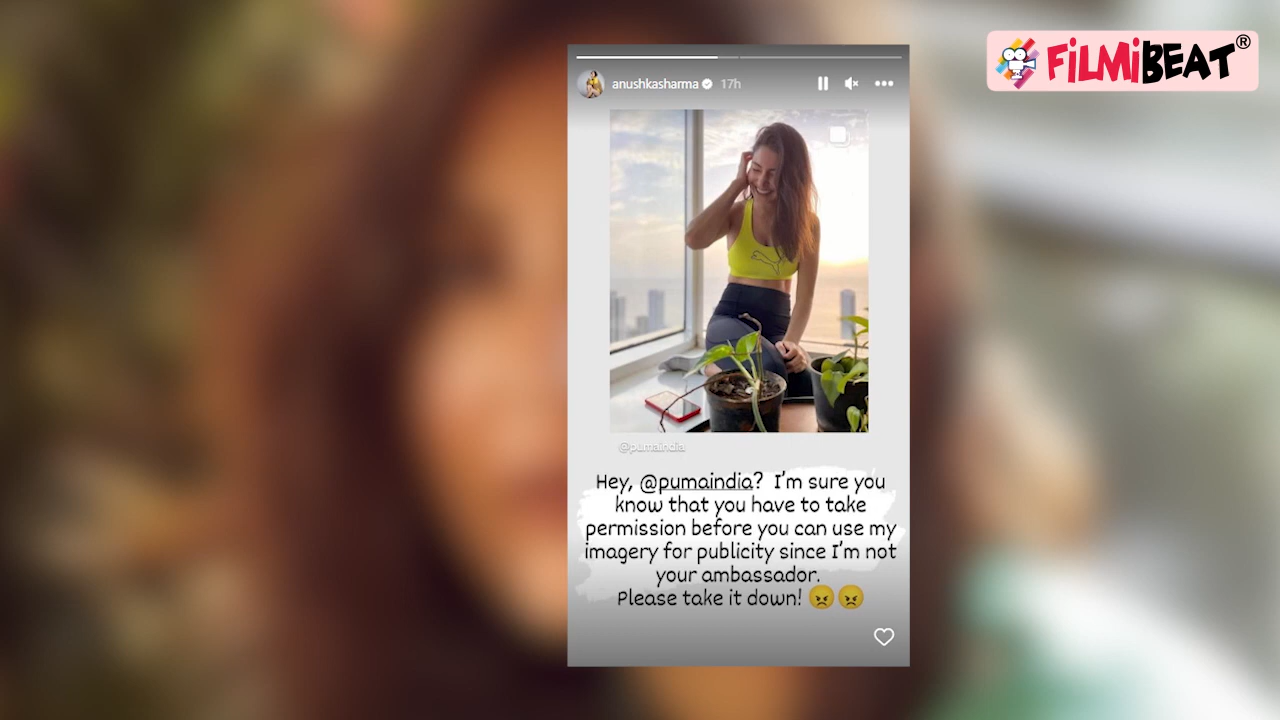 FiLMiBEAT®
anushkasharma 17h
@pumaindia
Hey, @pumaindia? I'm sure you
know that you have to take
permission before you can use my
imagery for publicity since I'm not
your ambassador.
Please take it down! 😠😠